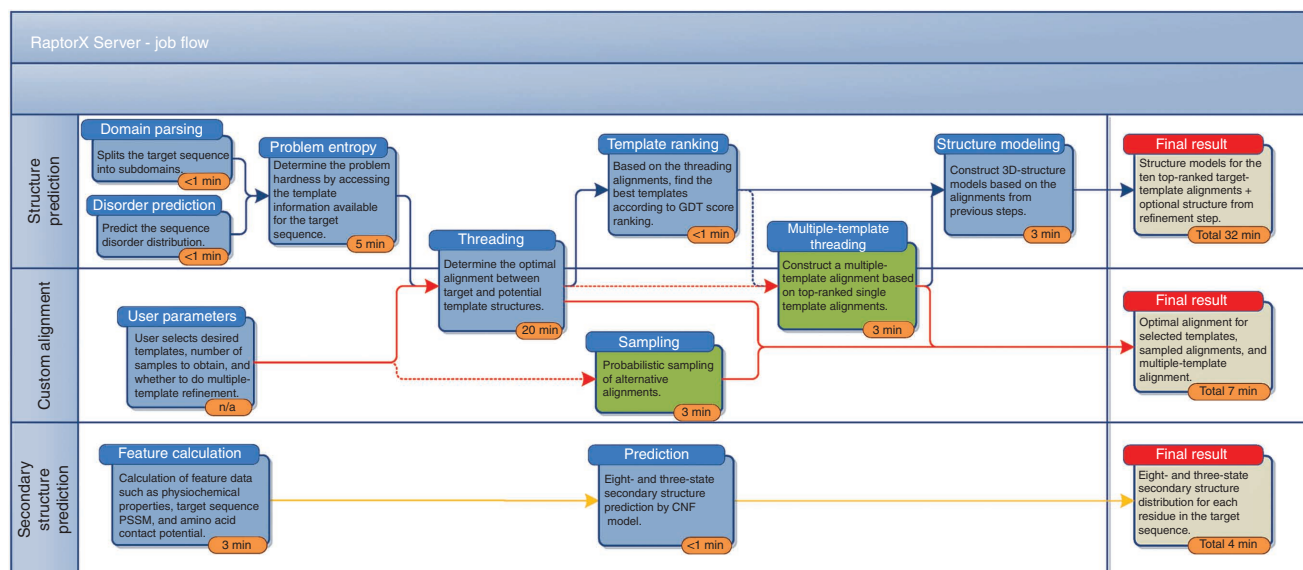 RaptorX Server - job flow
Structure
prediction
Domain parsing
Splits the target sequence
into subdomains.
<1 min
Disorder prediction
Predict the sequence
disorder distribution.
<1 min
Problem entropy
Determine the problem
hardness by accessing
the template
information available
for the target
sequence.
5 min
Threading
Determine the optimal
alignment between
target and potential
template structures.
20 min
Template ranking
Based on the threading
alignments, find the
best templates
according to GDT score
ranking.
<1 min
Multiple-template
threading
Construct a multiple-
template alignment based
on top-ranked single
template alignments.
3 min
Structure modeling
Construct 3D-structure
models based on the
alignments from
previous steps.
3 min
Final result
Structure models for the
ten top-ranked target-
template alignments +
optional structure from
refinement step.
Total 32 min
Custom alignment
User parameters
User selects desired
templates, number of
samples to obtain, and
whether to do multiple-
template refinement.
n/a
Sampling
Probabilistic sampling
of alternative
alignments.
3 min
Final result
Optimal alignment for
selected templates,
sampled alignments, and
multiple-template
alignment.
Total 7 min
Secondary
structure
prediction
Feature calculation
Calculation of feature data
such as physiochemical
properties, target sequence
PSSM, and amino acid
contact potential.
3 min
Prediction
Eight- and three-state
secondary structure
prediction by CNF
model.
<1 min
Final result
Eight- and three-state
secondary structure
distribution for each
residue in the target
sequence.
Total 4 min